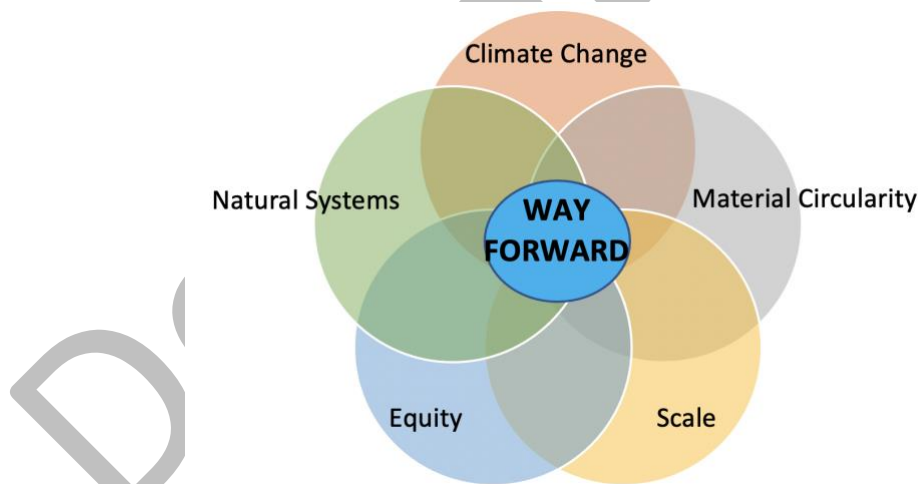 Climate Change
Natural Systems
Material Circularity
WAY
FORWARD
Equity
Scale